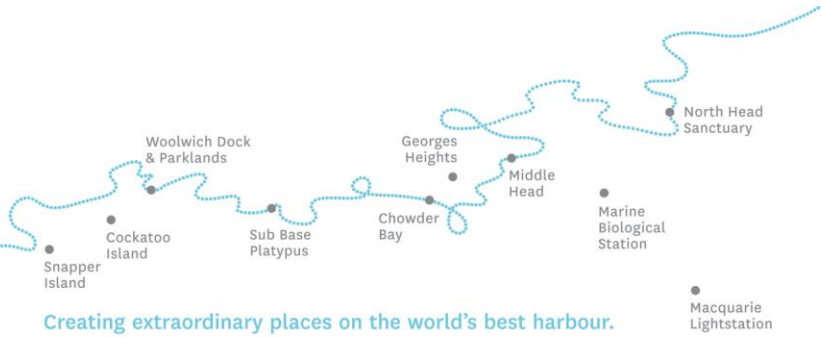 North Head
Sanctuary
Woolwich Dock
& Parklands
Georges
Heights
Middle
Head
Marine
Biological
Station
Chowder
Bay
Sub Base
Platypus
Cockatoo
Island
Snapper
Island
Macquarie
Lightstation
Creating extraordinary places on the world's best harbour.